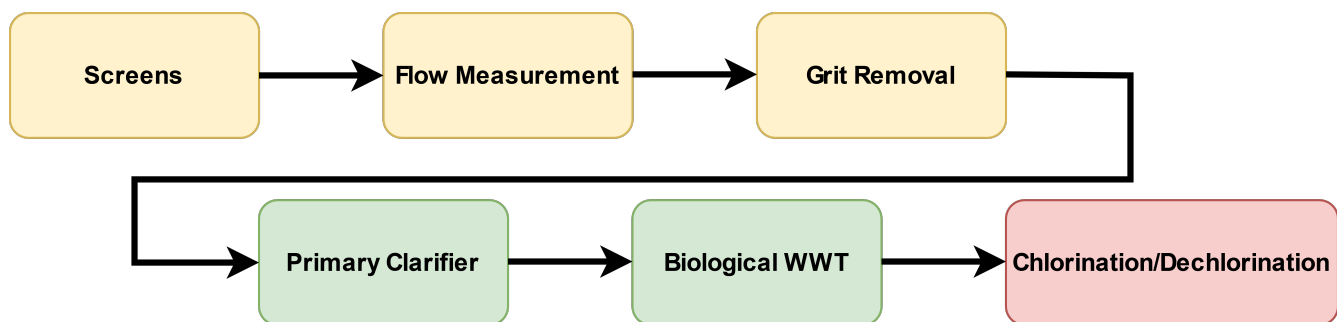 Screens
Flow Measurement
Grit Removal
Primary Clarifier
Biological WWT
Chlorination/Dechlorination